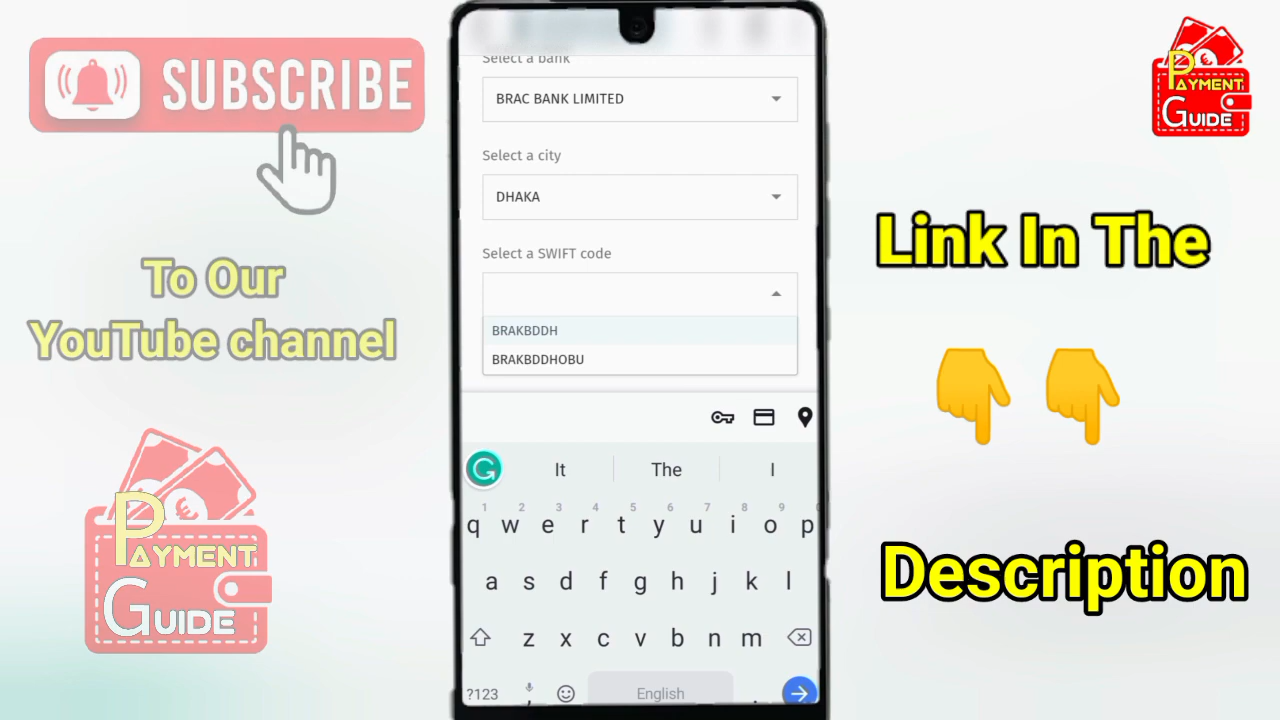 SUBSCRIBE
To Our
YouTube channel
PAYMENT
GUIDE
Select a bank
BRAC BANK LIMITED
Select a city
DHAKA
Select a SWIFT code
BRAKBDDH
BRAKBDDHOBU
It The I
1 2 3 4 5 6 7 8 9
q w e r t y u i o p
a s d f g h j k l
z x c v b n m
?123 , English .
PAYMENT
GUIDE
Link In The
Description